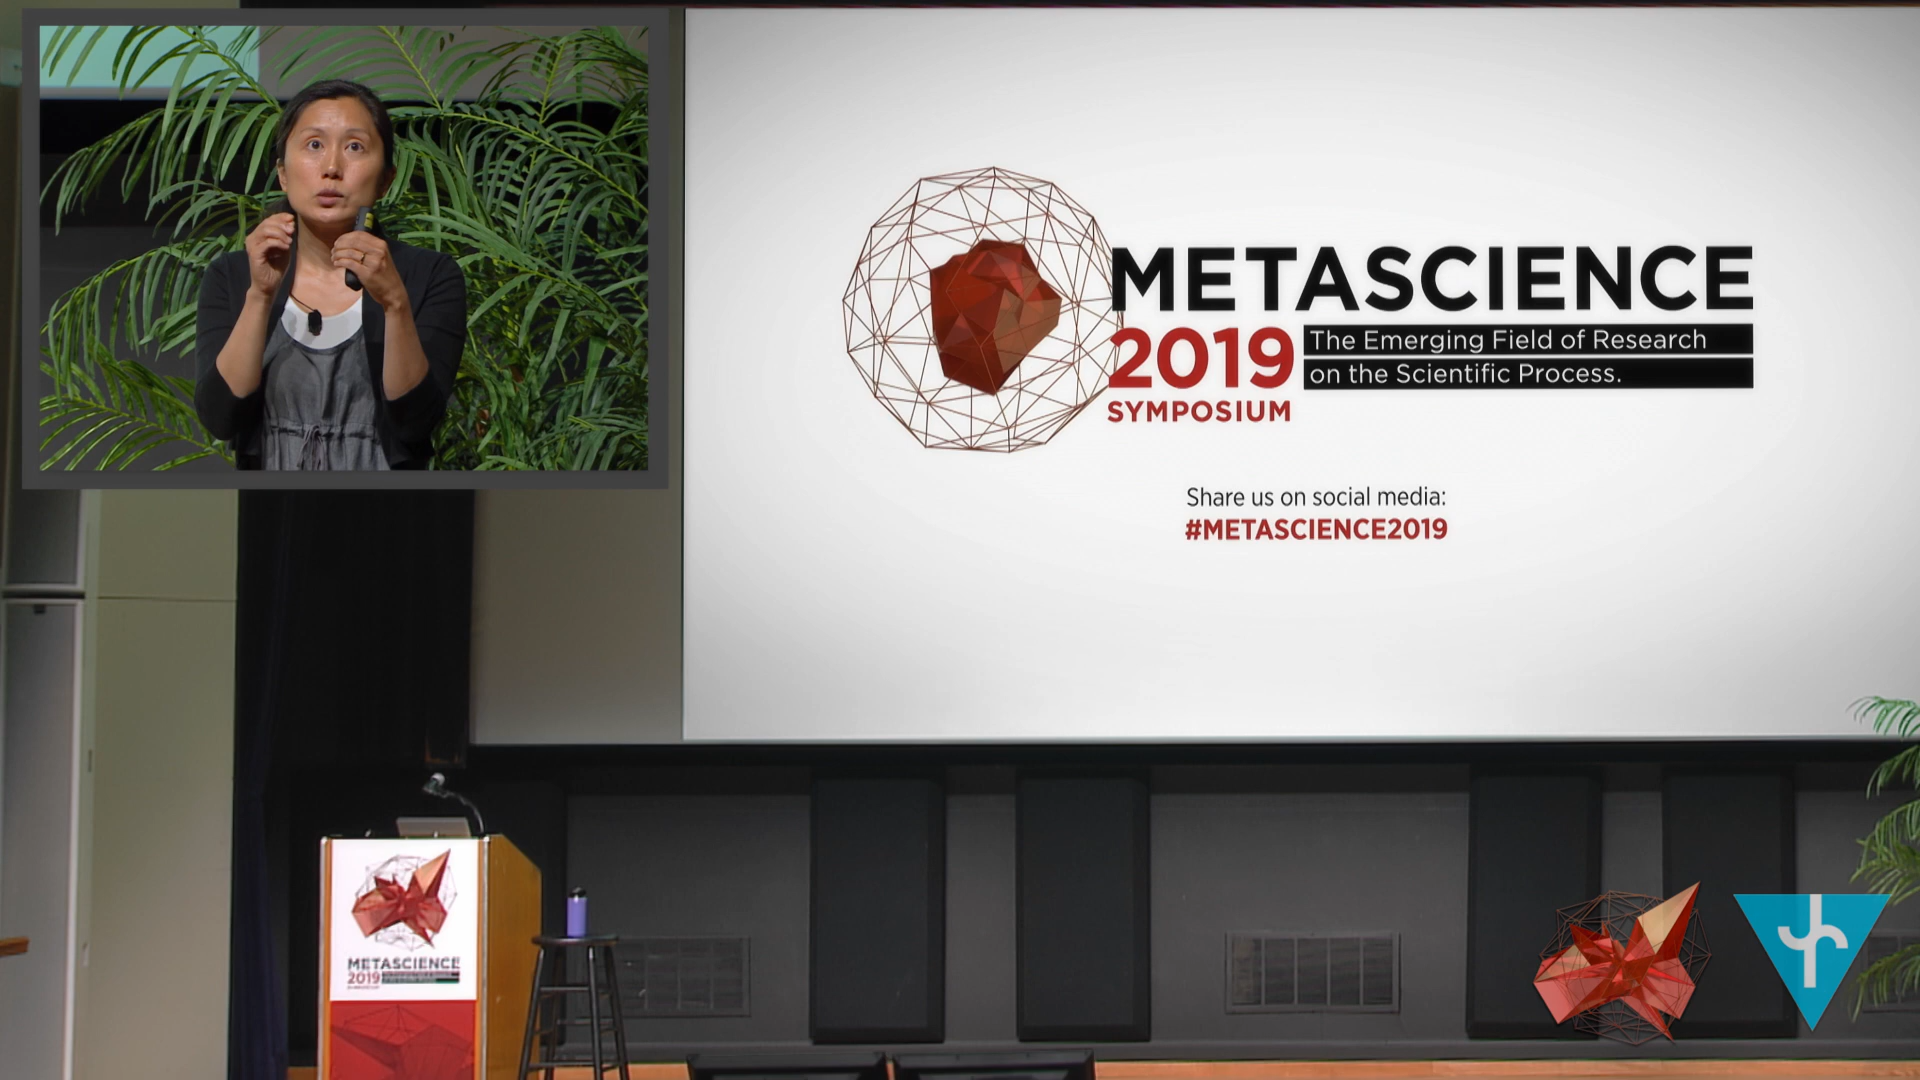 METASCIENCE
2019
The Emerging Field of Research
on the Scientific Process.
SYMPOSIUM
Share us on social media:
#METASCIENCE2019
METASCIENCE
2019